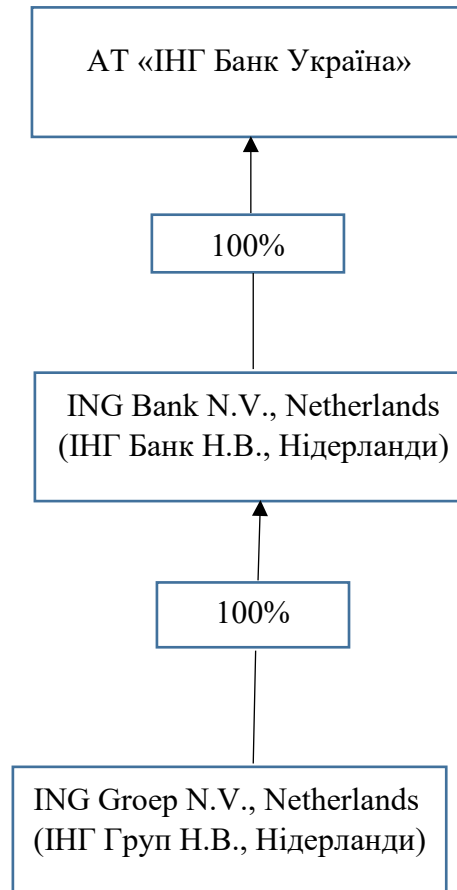 АТ «ІНГ Банк Україна»
100%
ING Bank N.V., Netherlands
(ІНГ Банк Н.В., Нідерланди)
100%
ING Groep N.V., Netherlands
(ІНГ Груп Н.В., Нідерланди)